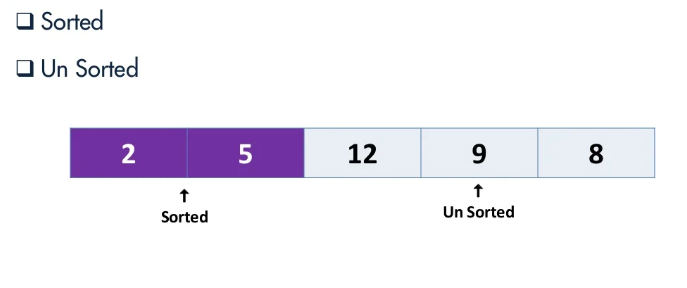 ❑ Sorted
❑ Un Sorted
2 5 12 9 8
Sorted
Un Sorted